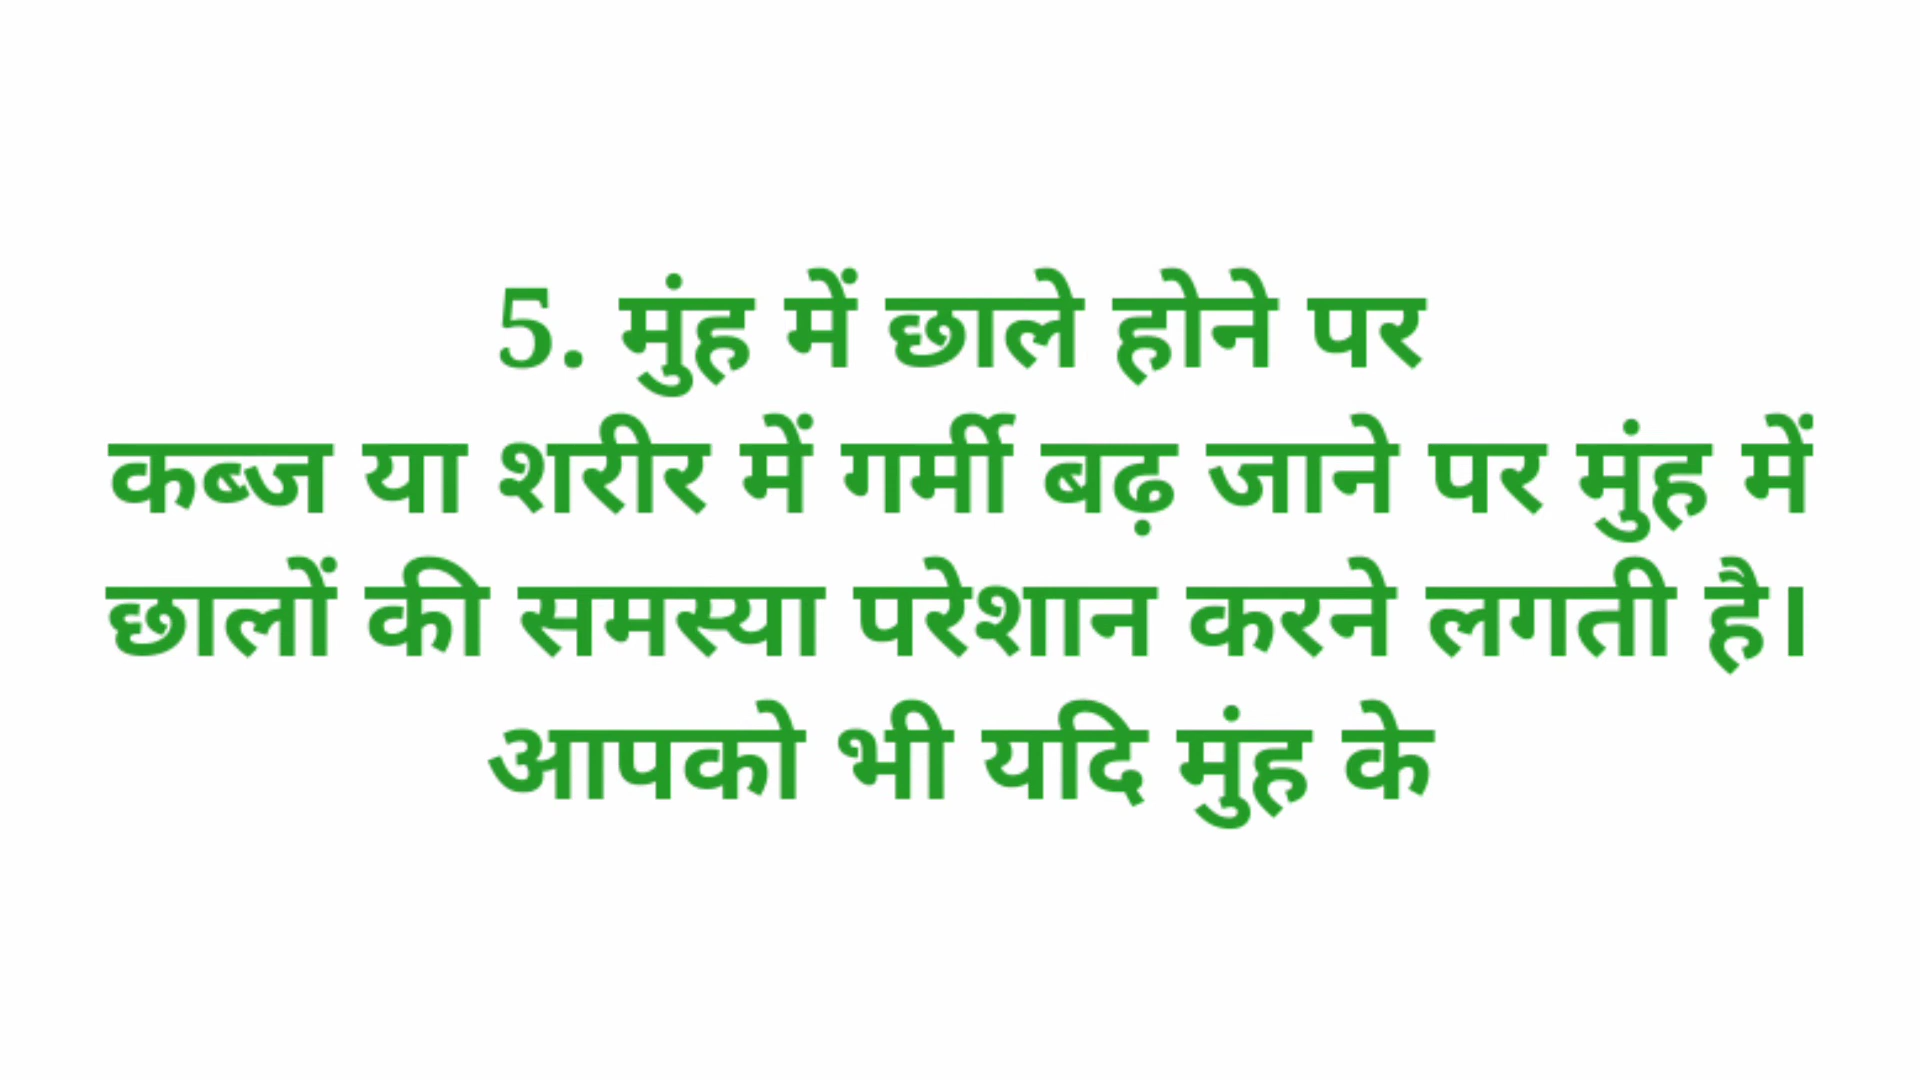 5. मुंह में छाले होने पर
कब्ज या शरीर में गर्मी बढ़ जाने पर मुंह में
छालों की समस्या परेशान करने लगती है।
आपको भी यदि मुंह के